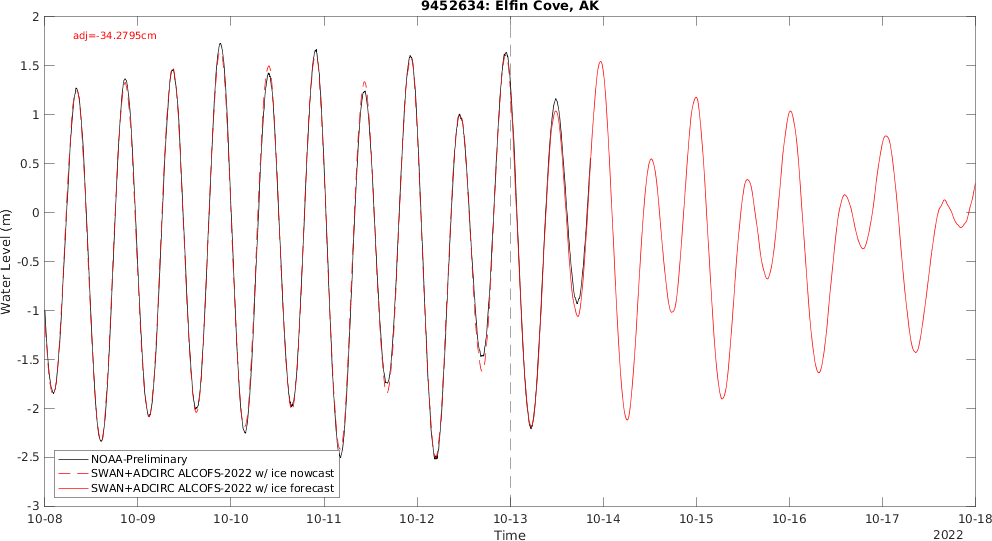 9452634: Elfin Cove, AK
adj=-34.2795cm
2
1.5
1
0.5
0
-0.5
-1
-1.5
-2
-2.5
-3
Water Level (m)
NOAA-Preliminary
SWAN+ADCIRC ALCOFS-2022 w/ ice nowcast
SWAN+ADCIRC ALCOFS-2022 w/ ice forecast
10-08 10-09 10-10 10-11 10-12 10-13 10-14 10-15 10-16 10-17 10-18
Time
2022